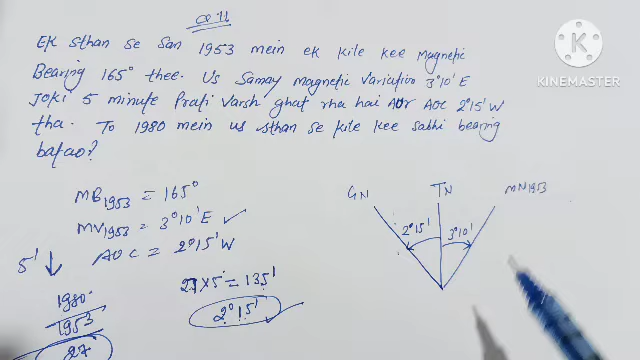 Q.11
Ek sthan se San 1953 mein ek kile kee Magnetic
Bearing 165° thee. Us Samay magnetic variation 3°10' E
Joki 5 minute Prati Varsh ghat rha hai AUr AOC 2°15' W
tha. To 1980 mein us sthan se kile kee sabhi bearing
batao?
MB1953 = 165°
MV1953 = 3°10' E
AOC = 2°15' W
5' ↓
1980
1953
27
27 × 5' = 135'
2°15'
GN TN MN1953
2°15' 3°10'
KINEMASTER